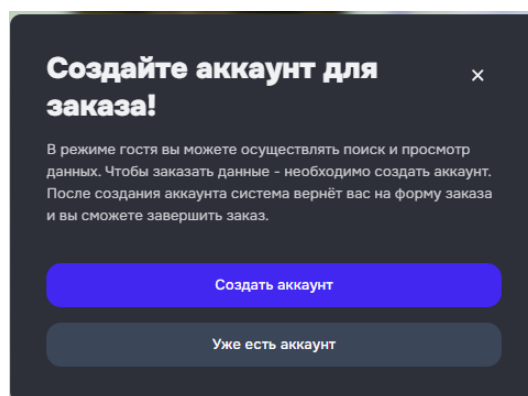 Создайте аккаунт для
заказа!
В режиме гостя вы можете осуществлять поиск и просмотр
данных. Чтобы заказать данные - необходимо создать аккаунт.
После создания аккаунта система вернёт вас на форму заказа
и вы сможете завершить заказ.
Создать аккаунт
Уже есть аккаунт